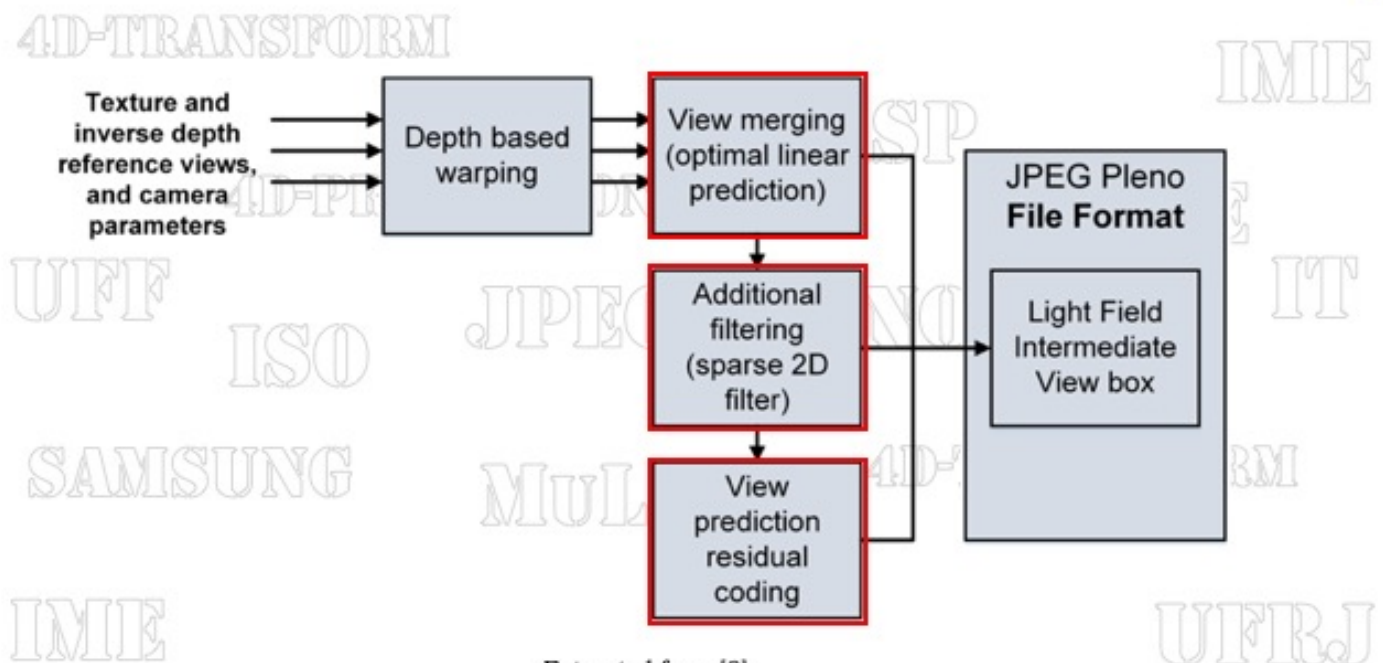 4D-TRANSFORM
IME
Texture and
inverse depth
reference views,
and camera
parameters
Depth based
warping
View merging
(optimal linear
prediction)
SP
JPEG Pleno
File Format
UFF
ISO
Additional
filtering
(sparse 2D
filter)
Light Field
Intermediate
View box
IT
SAMSUNG
View
prediction
residual
coding
IME
UFRJ